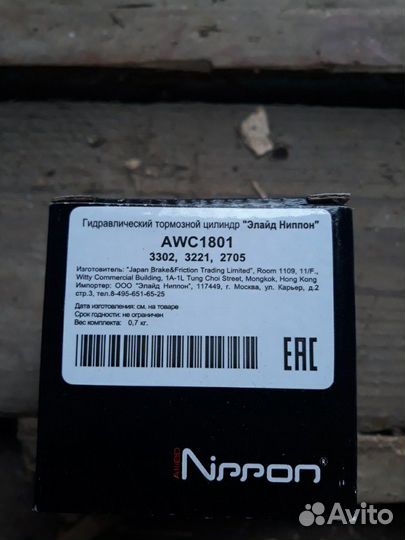 Гидравлический тормозной цилиндр "Элайд Ниппон"
AWC1801
3302, 3221, 2705
Изготовитель: "Japan Brake&Friction Trading Limited", Room 1109, 11/F.,
Witty Commercial Building, 1A-1L Tung Choi Street, Mongkok, Hong Kong
Импортер: ООО "Элайд Ниппон", 117449, г. Москва, ул. Карьер, д.2
стр.3, тел.8-495-651-65-25
Дата изготовления: см. на товаре
Срок годности: не ограничен
Вес комплекта: 0,7 кг.
EAC
ALLIED
Nippon®
Avito